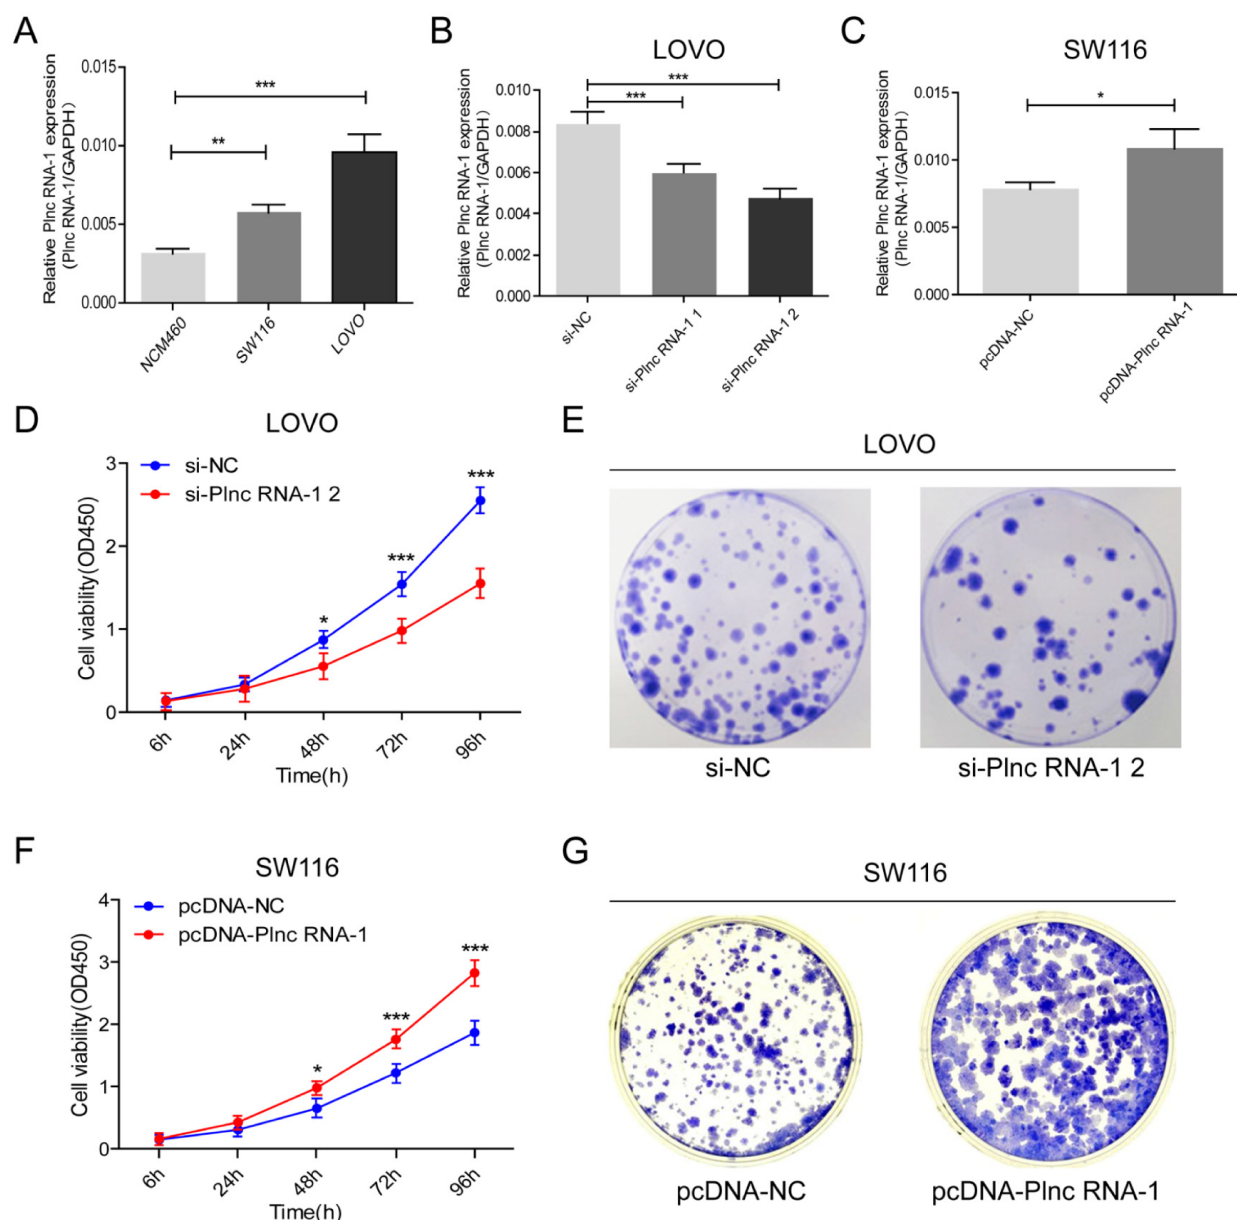 A
Relative Plnc RNA-1 expression
(Plnc RNA-1/GAPDH)
0.015
0.010
0.005
0.000
***
**
NCM460
SW116
LOVO
B
LOVO
Relative Plnc RNA-1 expression
(Plnc RNA-1/GAPDH)
0.010
0.008
0.006
0.004
0.002
0.000
***
***
si-NC
si-Plnc RNA-1 1
si-Plnc RNA-1 2
C
SW116
Relative Plnc RNA-1 expression
(Plnc RNA-1/GAPDH)
0.015
0.010
0.005
0.000
*
pcDNA-NC
pcDNA-Plnc RNA-1
D
LOVO
si-NC
si-Plnc RNA-1 2
Cell viability(OD450)
3
2
1
0
*
***
***
6h
24h
48h
72h
96h
Time(h)
E
LOVO
si-NC
si-Plnc RNA-1 2
F
SW116
pcDNA-NC
pcDNA-Plnc RNA-1
Cell viability(OD450)
4
3
2
1
0
*
***
***
6h
24h
48h
72h
96h
Time(h)
G
SW116
pcDNA-NC
pcDNA-Plnc RNA-1